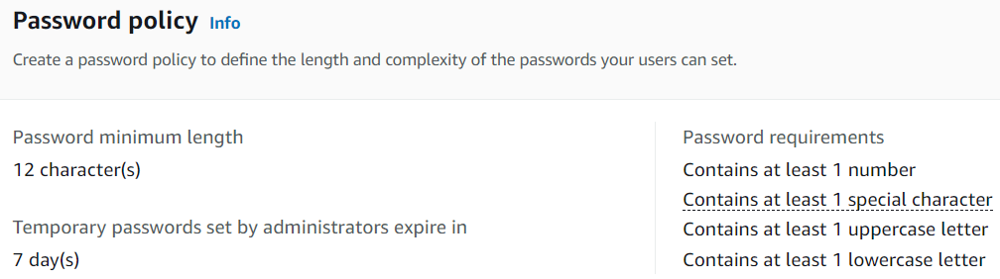 Password policy Info
Create a password policy to define the length and complexity of the passwords your users can set.
Password minimum length
12 character(s)
Temporary passwords set by administrators expire in
7 day(s)
Password requirements
Contains at least 1 number
Contains at least 1 special character
Contains at least 1 uppercase letter
Contains at least 1 lowercase letter